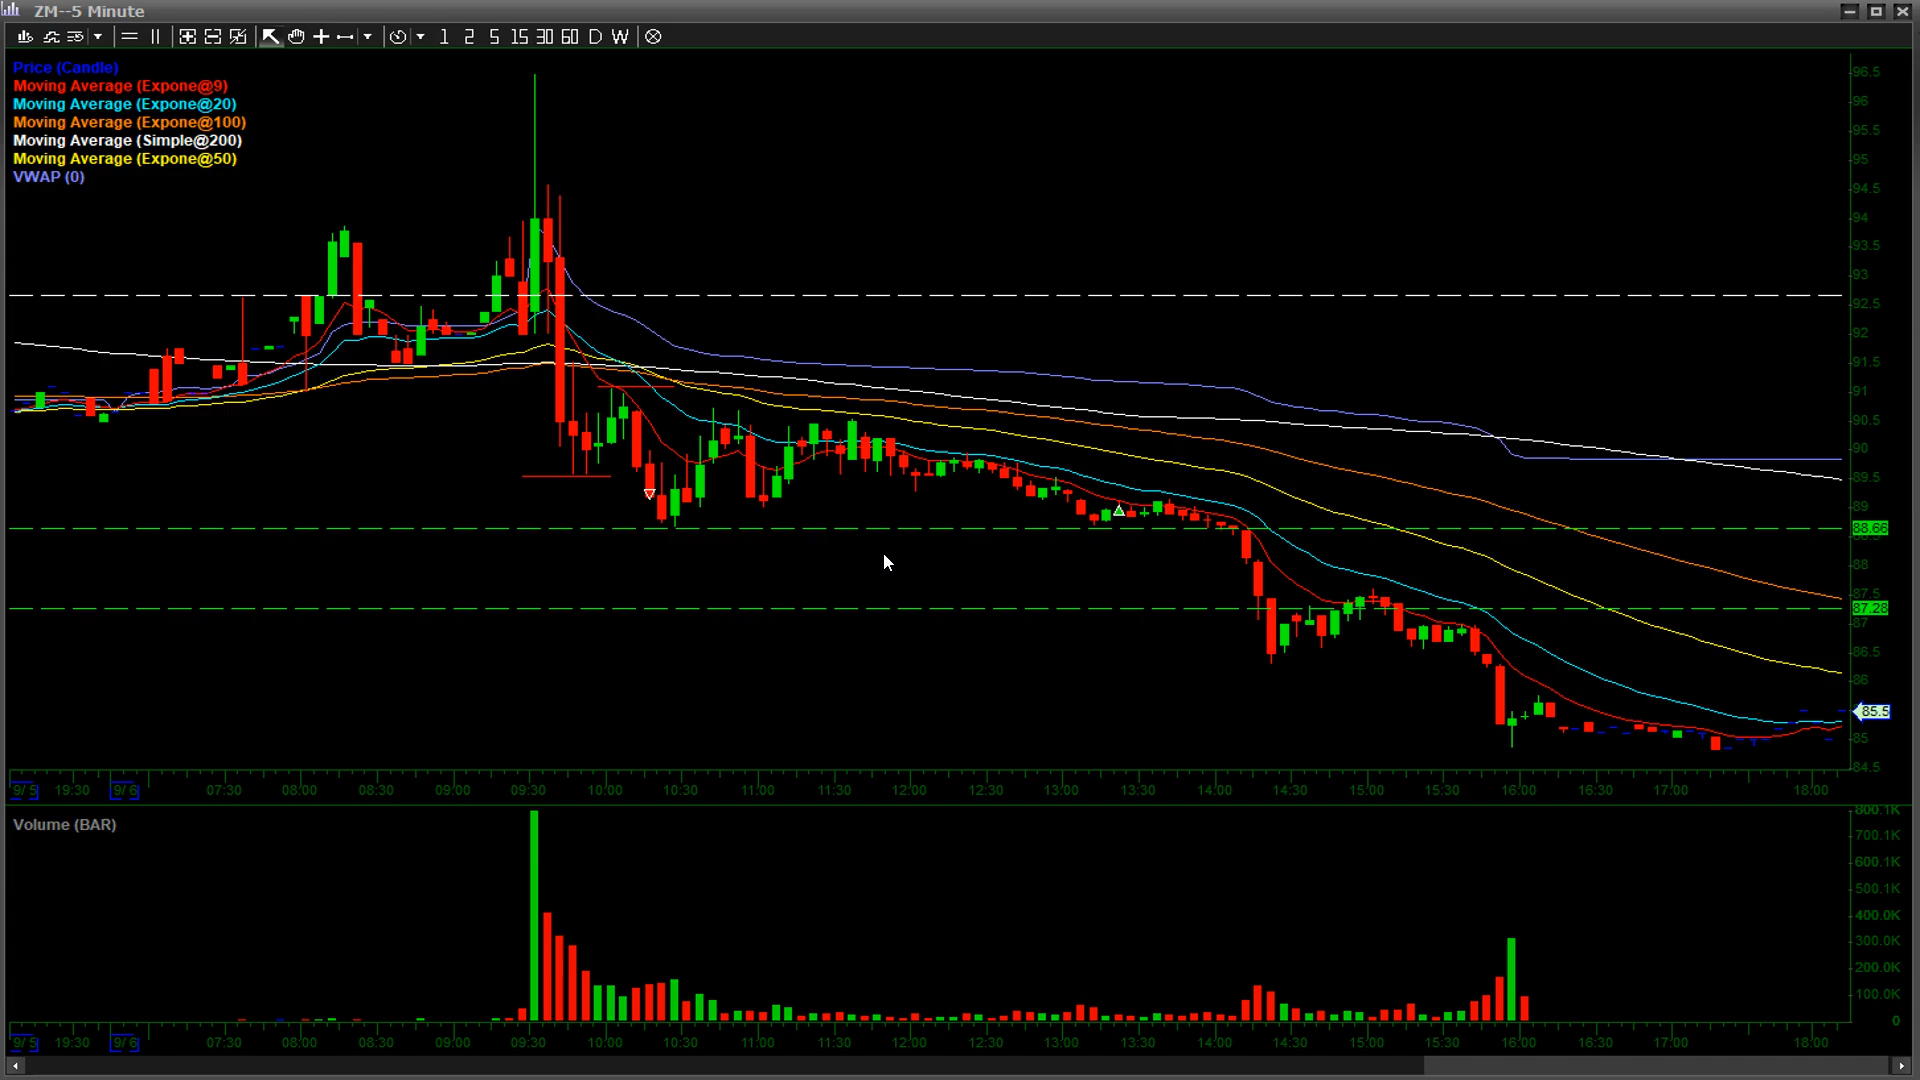 ZM--5 Minute
1 2 5 15 30 60 D W
Price (Candle)
Moving Average (Expone@9)
Moving Average (Expone@20)
Moving Average (Expone@100)
Moving Average (Simple@200)
Moving Average (Expone@50)
VWAP (0)
96.5
96
95.5
95
94.5
94
93.5
93
92.5
92
91.5
91
90.5
90
89.5
89
88.66
88
87.5
87.28
87
86.5
86
85.5
85
84.5
9/ 5 19:30 9/ 6 07:30 08:00 08:30 09:00 09:30 10:00 10:30 11:00 11:30 12:00 12:30 13:00 13:30 14:00 14:30 15:00 15:30 16:00 16:30 17:00 18:00
Volume (BAR)
800.1K
700.1K
600.1K
500.1K
400.0K
300.0K
200.0K
100.0K
0
9/ 5 19:30 9/ 6 07:30 08:00 08:30 09:00 09:30 10:00 10:30 11:00 11:30 12:00 12:30 13:00 13:30 14:00 14:30 15:00 15:30 16:00 16:30 17:00 18:00